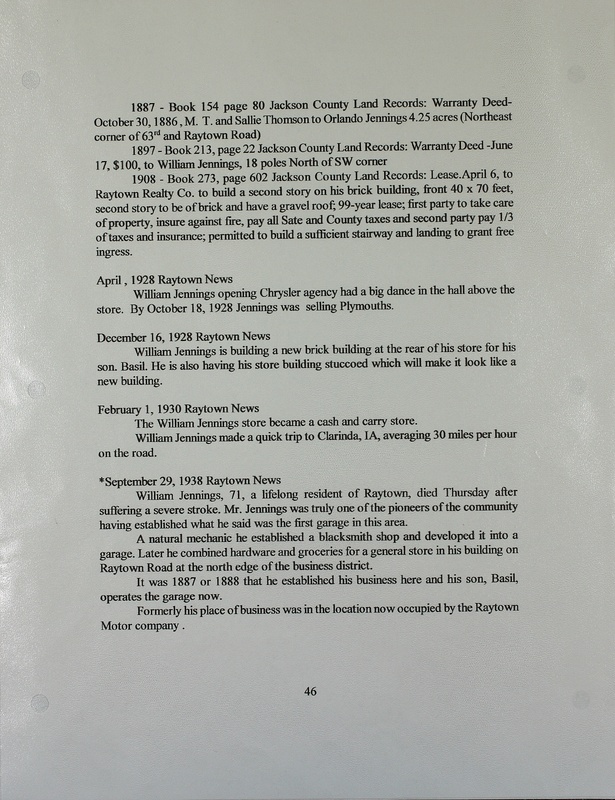 1887 - Book 154 page 80 Jackson County Land Records: Warranty Deed-
October 30, 1886, M. T. and Sallie Thomson to Orlando Jennings 4.25 acres (Northeast
corner of 63rd and Raytown Road)
1897 - Book 213, page 22 Jackson County Land Records: Warranty Deed -June
17, $100, to William Jennings, 18 poles North of SW corner
1908 - Book 273, page 602 Jackson County Land Records: Lease.April 6, to
Raytown Realty Co. to build a second story on his brick building, front 40 x 70 feet,
second story to be of brick and have a gravel roof; 99-year lease; first party to take care
of property, insure against fire, pay all Sate and County taxes and second party pay 1/3
of taxes and insurance; permitted to build a sufficient stairway and landing to grant free
ingress.
April , 1928 Raytown News
William Jennings opening Chrysler agency had a big dance in the hall above the
store. By October 18, 1928 Jennings was selling Plymouths.
December 16, 1928 Raytown News
William Jennings is building a new brick building at the rear of his store for his
son. Basil. He is also having his store building stuccoed which will make it look like a
new building.
February 1, 1930 Raytown News
The William Jennings store became a cash and carry store.
William Jennings made a quick trip to Clarinda, IA, averaging 30 miles per hour
on the road.
*September 29, 1938 Raytown News
William Jennings, 71, a lifelong resident of Raytown, died Thursday after
suffering a severe stroke. Mr. Jennings was truly one of the pioneers of the community
having established what he said was the first garage in this area.
A natural mechanic he established a blacksmith shop and developed it into a
garage. Later he combined hardware and groceries for a general store in his building on
Raytown Road at the north edge of the business district.
It was 1887 or 1888 that he established his business here and his son, Basil,
operates the garage now.
Formerly his place of business was in the location now occupied by the Raytown
Motor company .
46